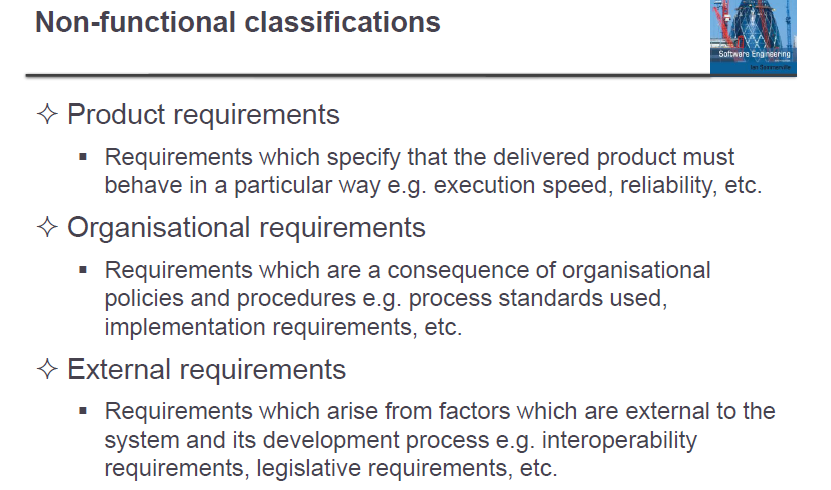 Non-functional classifications
Software Engineering
Ian Sommerville
✧ Product requirements
▪ Requirements which specify that the delivered product must
behave in a particular way e.g. execution speed, reliability, etc.
✧ Organisational requirements
▪ Requirements which are a consequence of organisational
policies and procedures e.g. process standards used,
implementation requirements, etc.
✧ External requirements
▪ Requirements which arise from factors which are external to the
system and its development process e.g. interoperability
requirements, legislative requirements, etc.